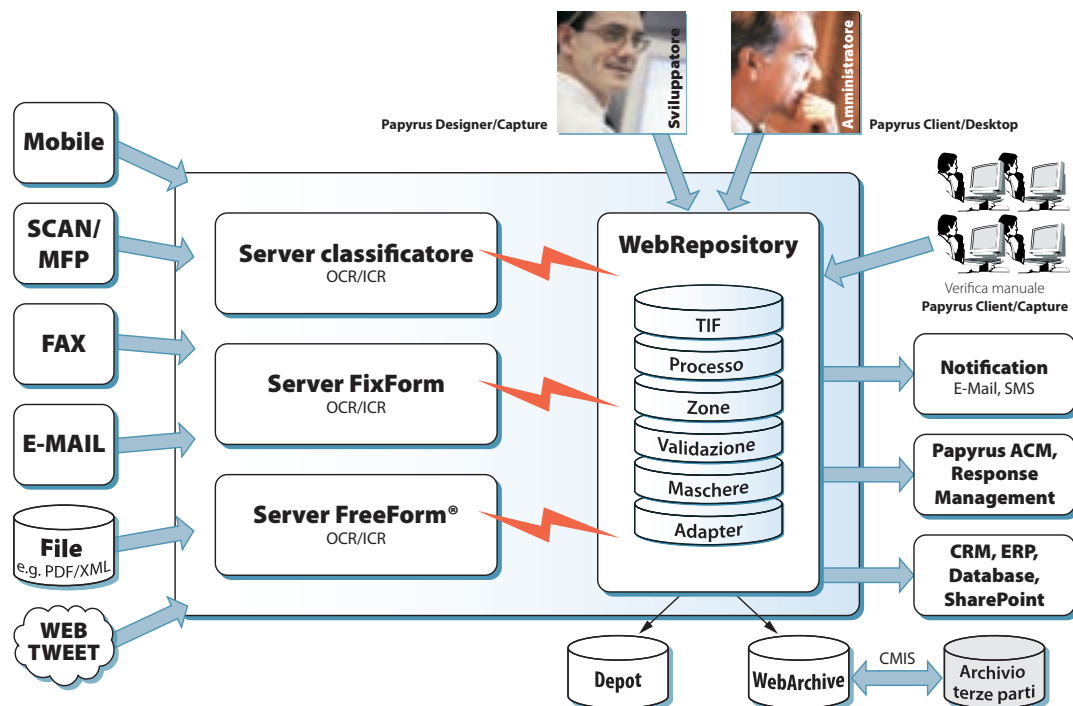 Sviluppatore
Amministratore
Papyrus Designer/Capture
Papyrus Client/Desktop
Mobile
SCAN/
MFP
FAX
E-MAIL
File
e.g. PDF/XML
WEB
TWEET
Server classificatore
OCR/ICR
Server FixForm
OCR/ICR
Server FreeForm®
OCR/ICR
WebRepository
TIF
Processo
Zone
Validazione
Maschere
Adapter
Verifica manuale
Papyrus Client/Capture
Notification
E-Mail, SMS
Papyrus ACM,
Response
Management
CRM, ERP,
Database,
SharePoint
Depot
WebArchive
CMIS
Archivio
terze parti